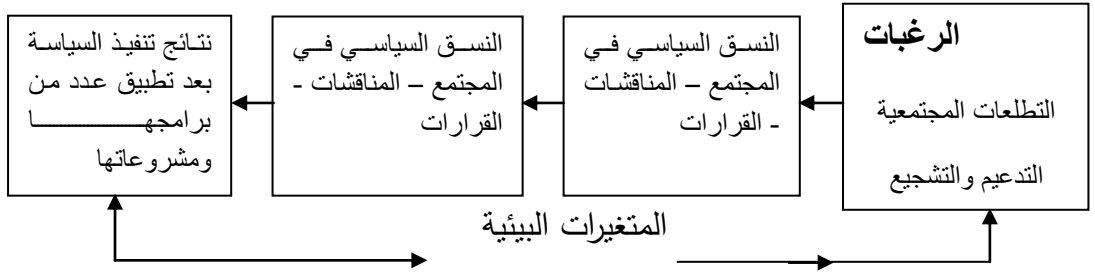 الرغبات
التطلعات المجتمعية
التدعيم والتشجيع
النسق السياسي في
المجتمع – المناقشات
- القرارات
النسق السياسي في
المجتمع – المناقشات -
القرارات
نتائج تنفيذ السياسة
بعد تطبيق عدد من
برامجها
ومشروعاتها
المتغيرات البيئية